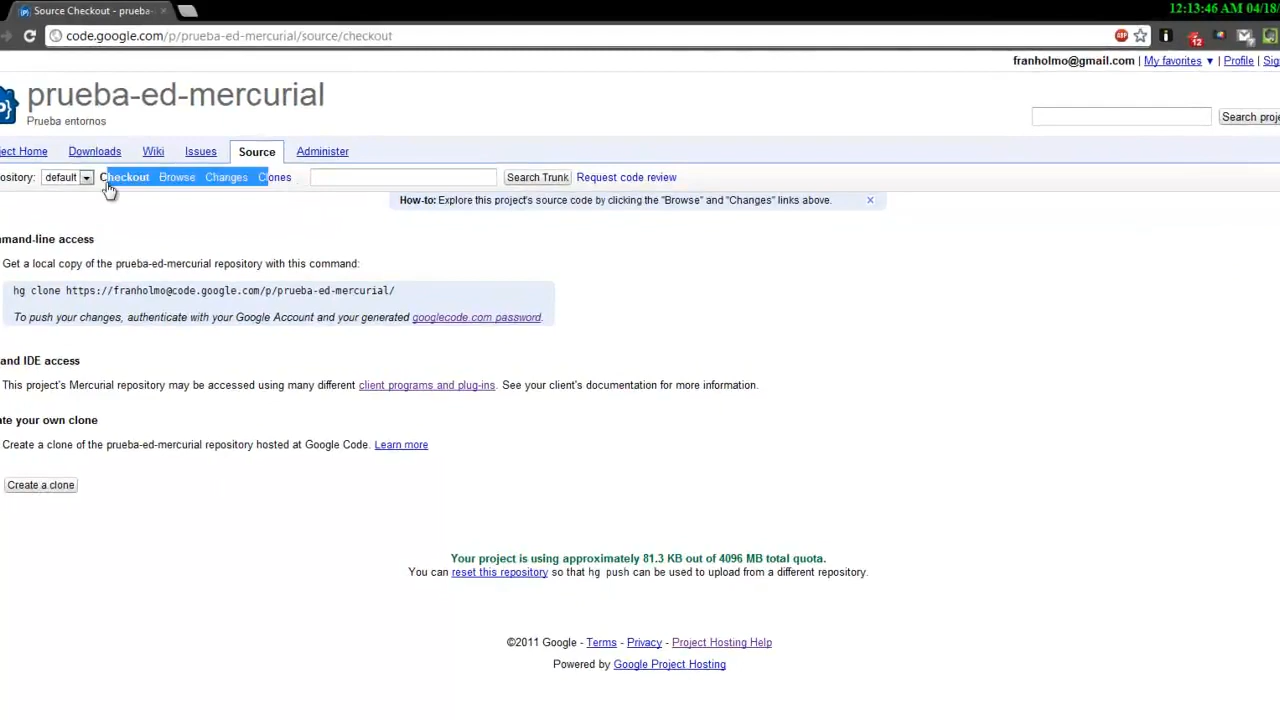 Source Checkout - prueba-
12:13:46 AM 04/18/
code.google.com/p/prueba-ed-mercurial/source/checkout
ABP
12
franholmo@gmail.com | My favorites ▼ | Profile | Sig
prueba-ed-mercurial
Prueba entornos
Search proje
ect Home Downloads Wiki Issues Source Administer
ository: default Checkout Browse Changes Clones Search Trunk Request code review
How-to: Explore this project's source code by clicking the "Browse" and "Changes" links above.
mmand-line access
Get a local copy of the prueba-ed-mercurial repository with this command:
hg clone https://franholmo@code.google.com/p/prueba-ed-mercurial/
To push your changes, authenticate with your Google Account and your generated googlecode.com password.
and IDE access
This project's Mercurial repository may be accessed using many different client programs and plug-ins. See your client's documentation for more information.
ate your own clone
Create a clone of the prueba-ed-mercurial repository hosted at Google Code. Learn more
Create a clone
Your project is using approximately 81.3 KB out of 4096 MB total quota.
You can reset this repository so that hg push can be used to upload from a different repository.
©2011 Google - Terms - Privacy - Project Hosting Help
Powered by Google Project Hosting